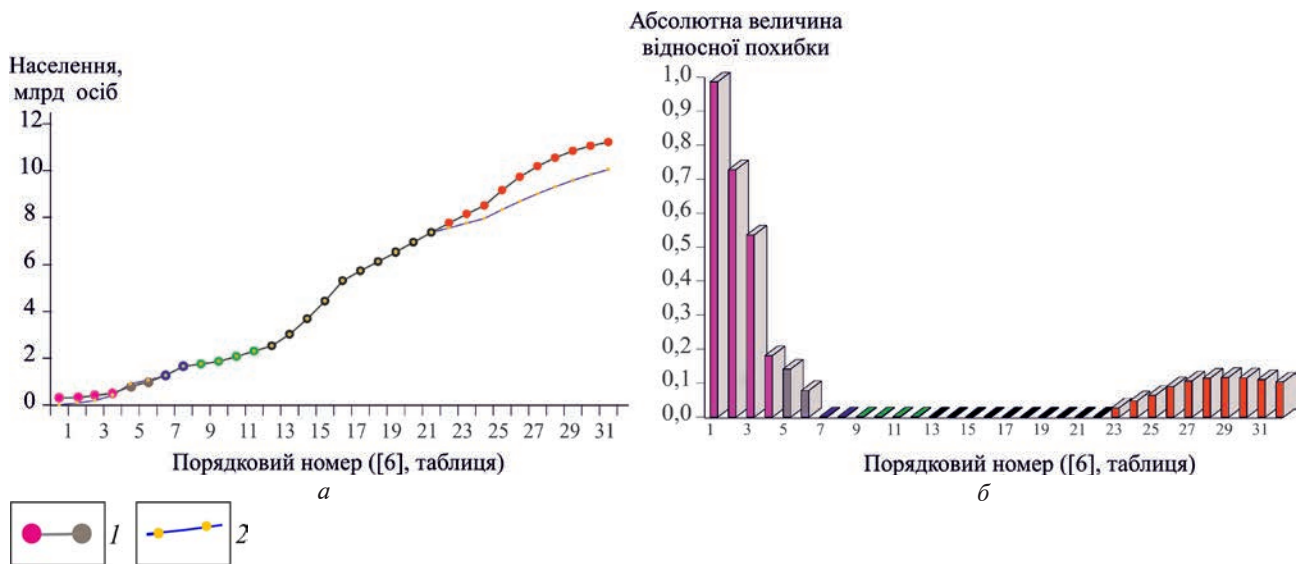 Населення,
млрд осіб
12
10
8
6
4
2
0
1 3 5 7 9 11 13 15 17 19 21 23 25 27 29 31
Порядковий номер ([6], таблиця)
а
Абсолютна величина
відносної похибки
1,0
0,9
0,8
0,7
0,6
0,5
0,4
0,3
0,2
0,1
0,0
1 3 5 7 9 11 13 15 17 19 21 23 25 27 29 31
Порядковий номер ([6], таблиця)
б
1
2